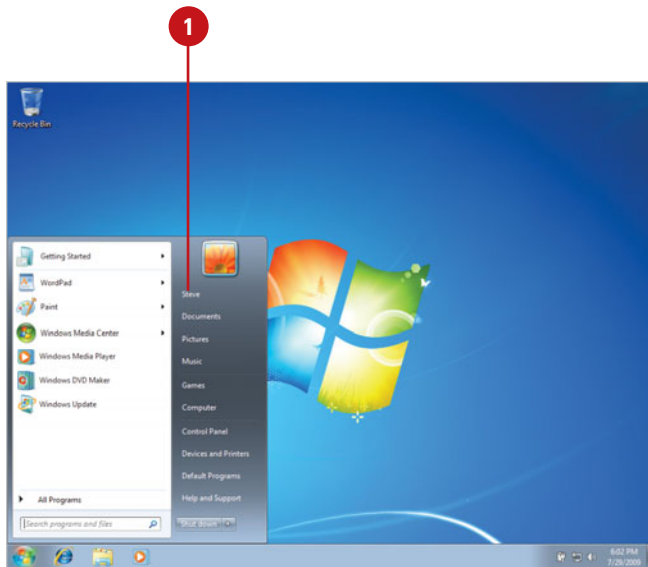 1
Recycle Bin
Getting Started
WordPad
Paint
Windows Media Center
Windows Media Player
Windows DVD Maker
Windows Update
All Programs
Search programs and files
Steve
Documents
Pictures
Music
Games
Computer
Control Panel
Devices and Printers
Default Programs
Help and Support
Shut down
6:02 PM
7/29/2009